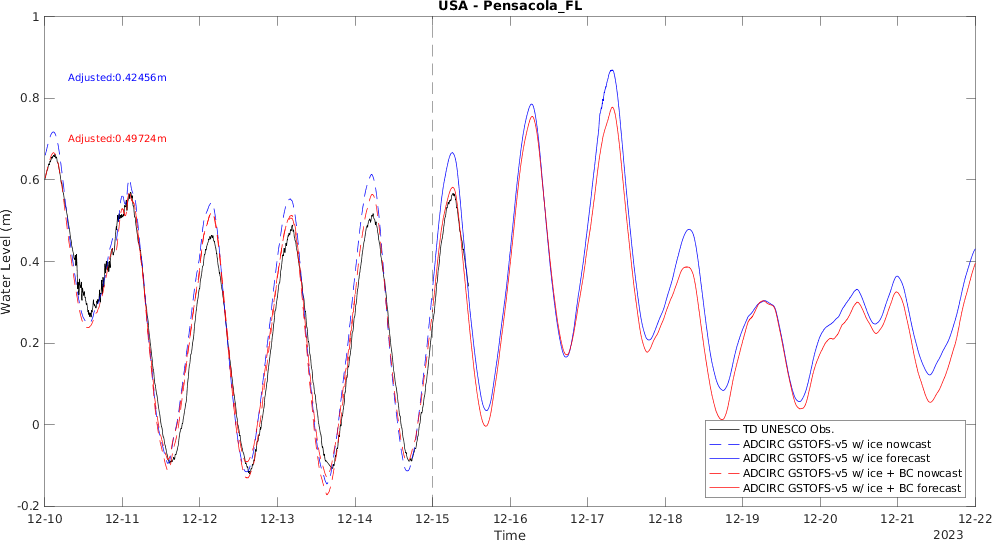 USA - Pensacola_FL
1
Adjusted:0.42456m
0.8
Adjusted:0.49724m
0.6
Water Level (m)
0.4
0.2
0
-0.2
TD UNESCO Obs.
ADCIRC GSTOFS-v5 w/ ice nowcast
ADCIRC GSTOFS-v5 w/ ice forecast
ADCIRC GSTOFS-v5 w/ ice + BC nowcast
ADCIRC GSTOFS-v5 w/ ice + BC forecast
12-10 12-11 12-12 12-13 12-14 12-15 12-16 12-17 12-18 12-19 12-20 12-21 12-22
Time
2023